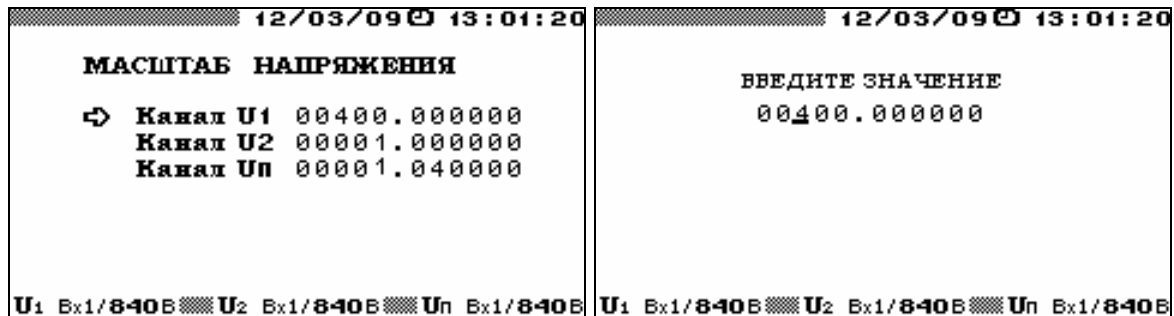 12/03/09 13:01:20
МАСШТАБ НАПРЯЖЕНИЯ
Канал U1 00400.000000
Канал U2 00001.000000
Канал Uп 00001.040000
U1 Вх1/840В U2 Вх1/840В Uп Вх1/840В
12/03/09 13:01:20
ВВЕДИТЕ ЗНАЧЕНИЕ
00400.000000
U1 Вх1/840В U2 Вх1/840В Uп Вх1/840В